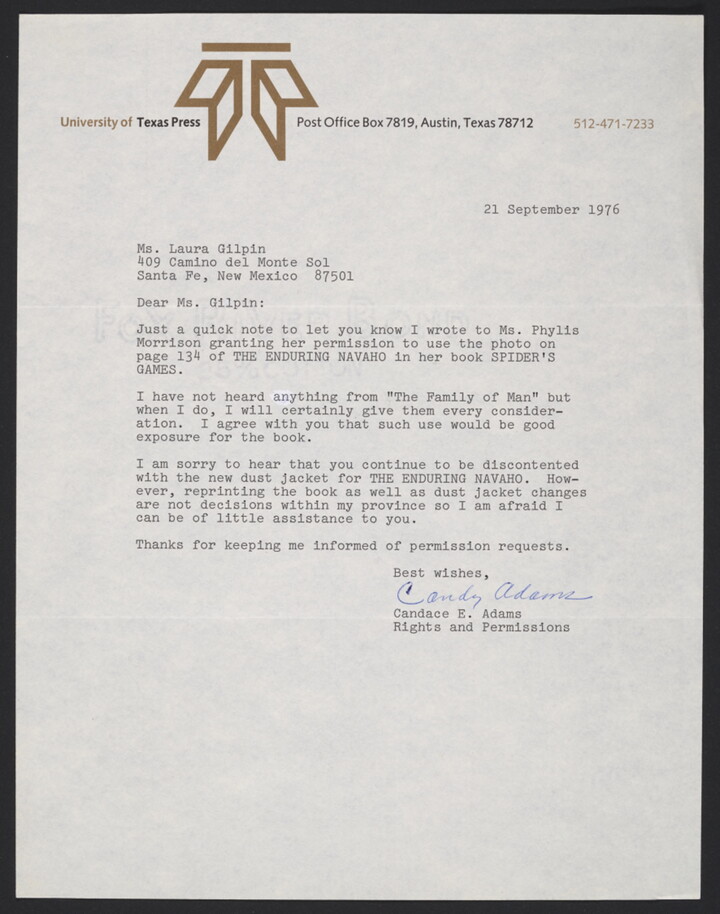 University of Texas Press Post Office Box 7819, Austin, Texas 78712 512-471-7233
21 September 1976
Ms. Laura Gilpin
409 Camino del Monte Sol
Santa Fe, New Mexico 87501
Dear Ms. Gilpin:
Just a quick note to let you know I wrote to Ms. Phylis
Morrison granting her permission to use the photo on
page 134 of THE ENDURING NAVAHO in her book SPIDER'S
GAMES.
I have not heard anything from "The Family of Man" but
when I do, I will certainly give them every consider-
ation. I agree with you that such use would be good
exposure for the book.
I am sorry to hear that you continue to be discontented
with the new dust jacket for THE ENDURING NAVAHO. How-
ever, reprinting the book as well as dust jacket changes
are not decisions within my province so I am afraid I
can be of little assistance to you.
Thanks for keeping me informed of permission requests.
Best wishes,
Candy Adams
Candace E. Adams
Rights and Permissions